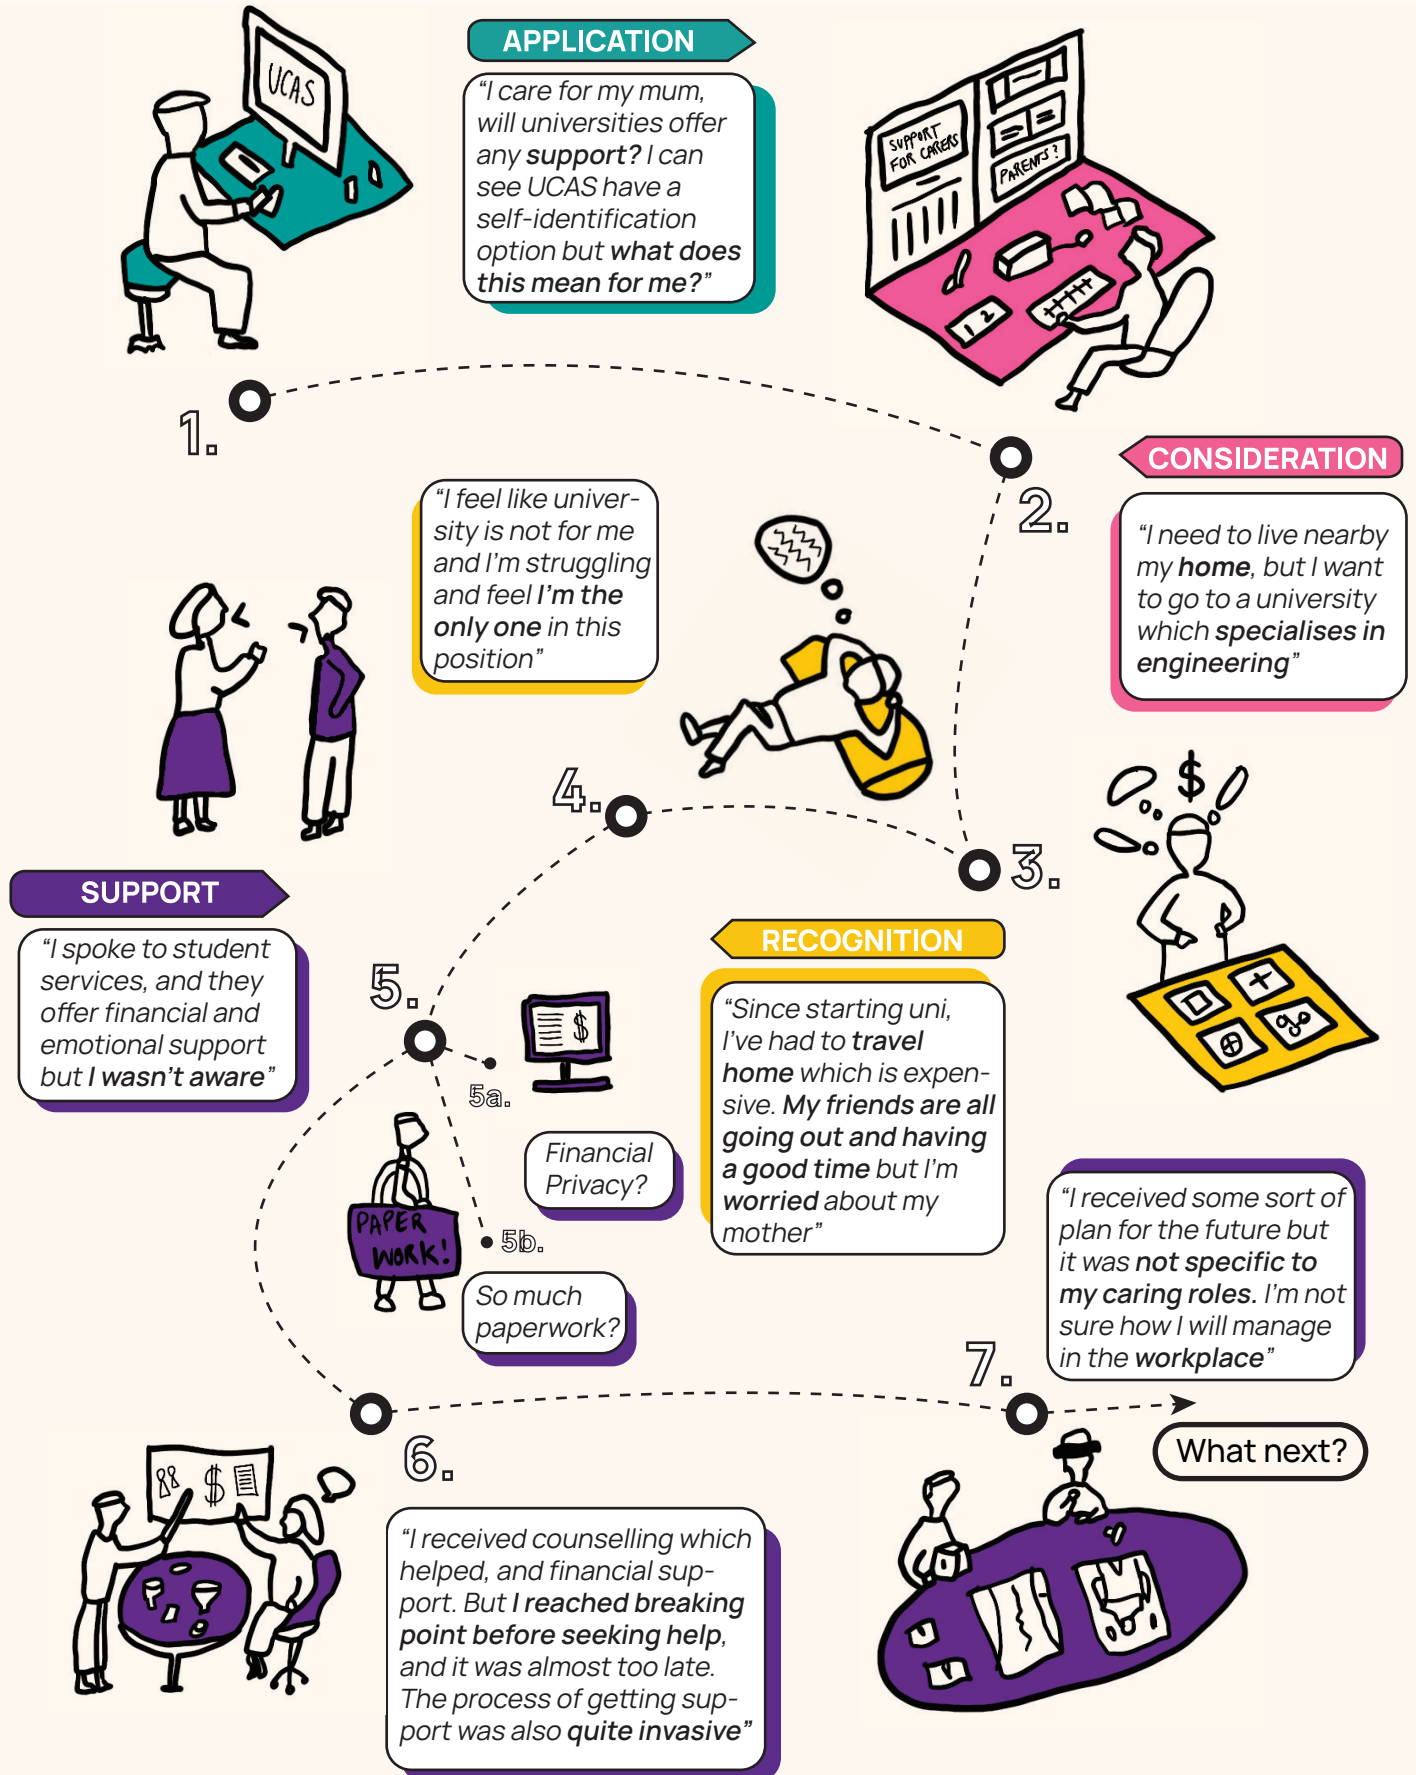 UCAS
APPLICATION
“I care for my mum,
will universities offer
any support? I can
see UCAS have a
self-identification
option but what does
this mean for me?”
SUPPORT
FOR CARERS
PARENTS?
1 2
1.
2.
CONSIDERATION
“I need to live nearby
my home, but I want
to go to a university
which specialises in
engineering”
“I feel like univer-
sity is not for me
and I’m struggling
and feel I’m the
only one in this
position”
$
4.
3.
SUPPORT
“I spoke to student
services, and they
offer financial and
emotional support
but I wasn’t aware”
RECOGNITION
“Since starting uni,
I’ve had to travel
home which is expen-
sive. My friends are all
going out and having
a good time but I’m
worried about my
mother”
5.
$
5a.
Financial
Privacy?
PAPER
WORK!
5b.
So much
paperwork?
“I received some sort of
plan for the future but
it was not specific to
my caring roles. I’m not
sure how I will manage
in the workplace”
7.
What next?
6.
$
“I received counselling which
helped, and financial sup-
port. But I reached breaking
point before seeking help,
and it was almost too late.
The process of getting sup-
port was also quite invasive”